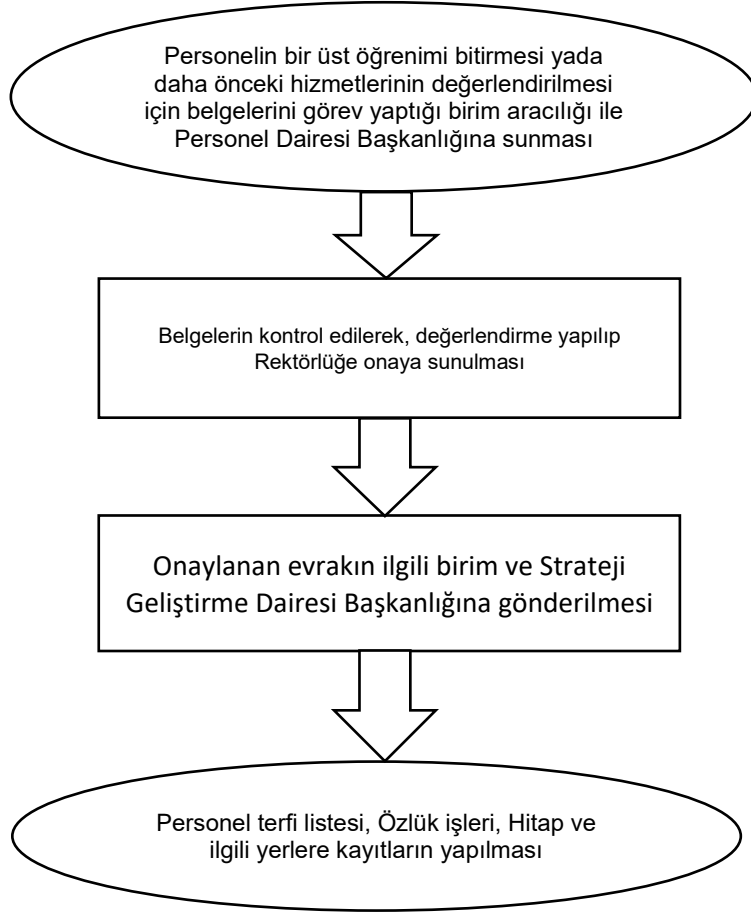 Personelin bir üst öğrenimi bitirmesi yada
daha önceki hizmetlerinin değerlendirilmesi
için belgelerini görev yaptığı birim aracılığı ile
Personel Dairesi Başkanlığına sunması
Belgelerin kontrol edilerek, değerlendirme yapılıp
Rektörlüğe onaya sunulması
Onaylanan evrakın ilgili birim ve Strateji
Geliştirme Dairesi Başkanlığına gönderilmesi
Personel terfi listesi, Özlük işleri, Hitap ve
ilgili yerlere kayıtların yapılması